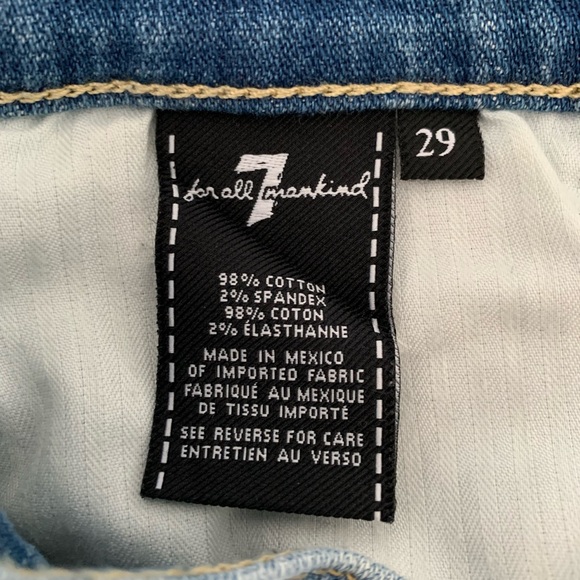 for all 7 mankind
29
98% COTTON
2% SPANDEX
98% COTON
2% ÉLASTHANNE
MADE IN MEXICO
OF IMPORTED FABRIC
FABRIQUÉ AU MEXIQUE
DE TISSU IMPORTÉ
SEE REVERSE FOR CARE
ENTRETIEN AU VERSO